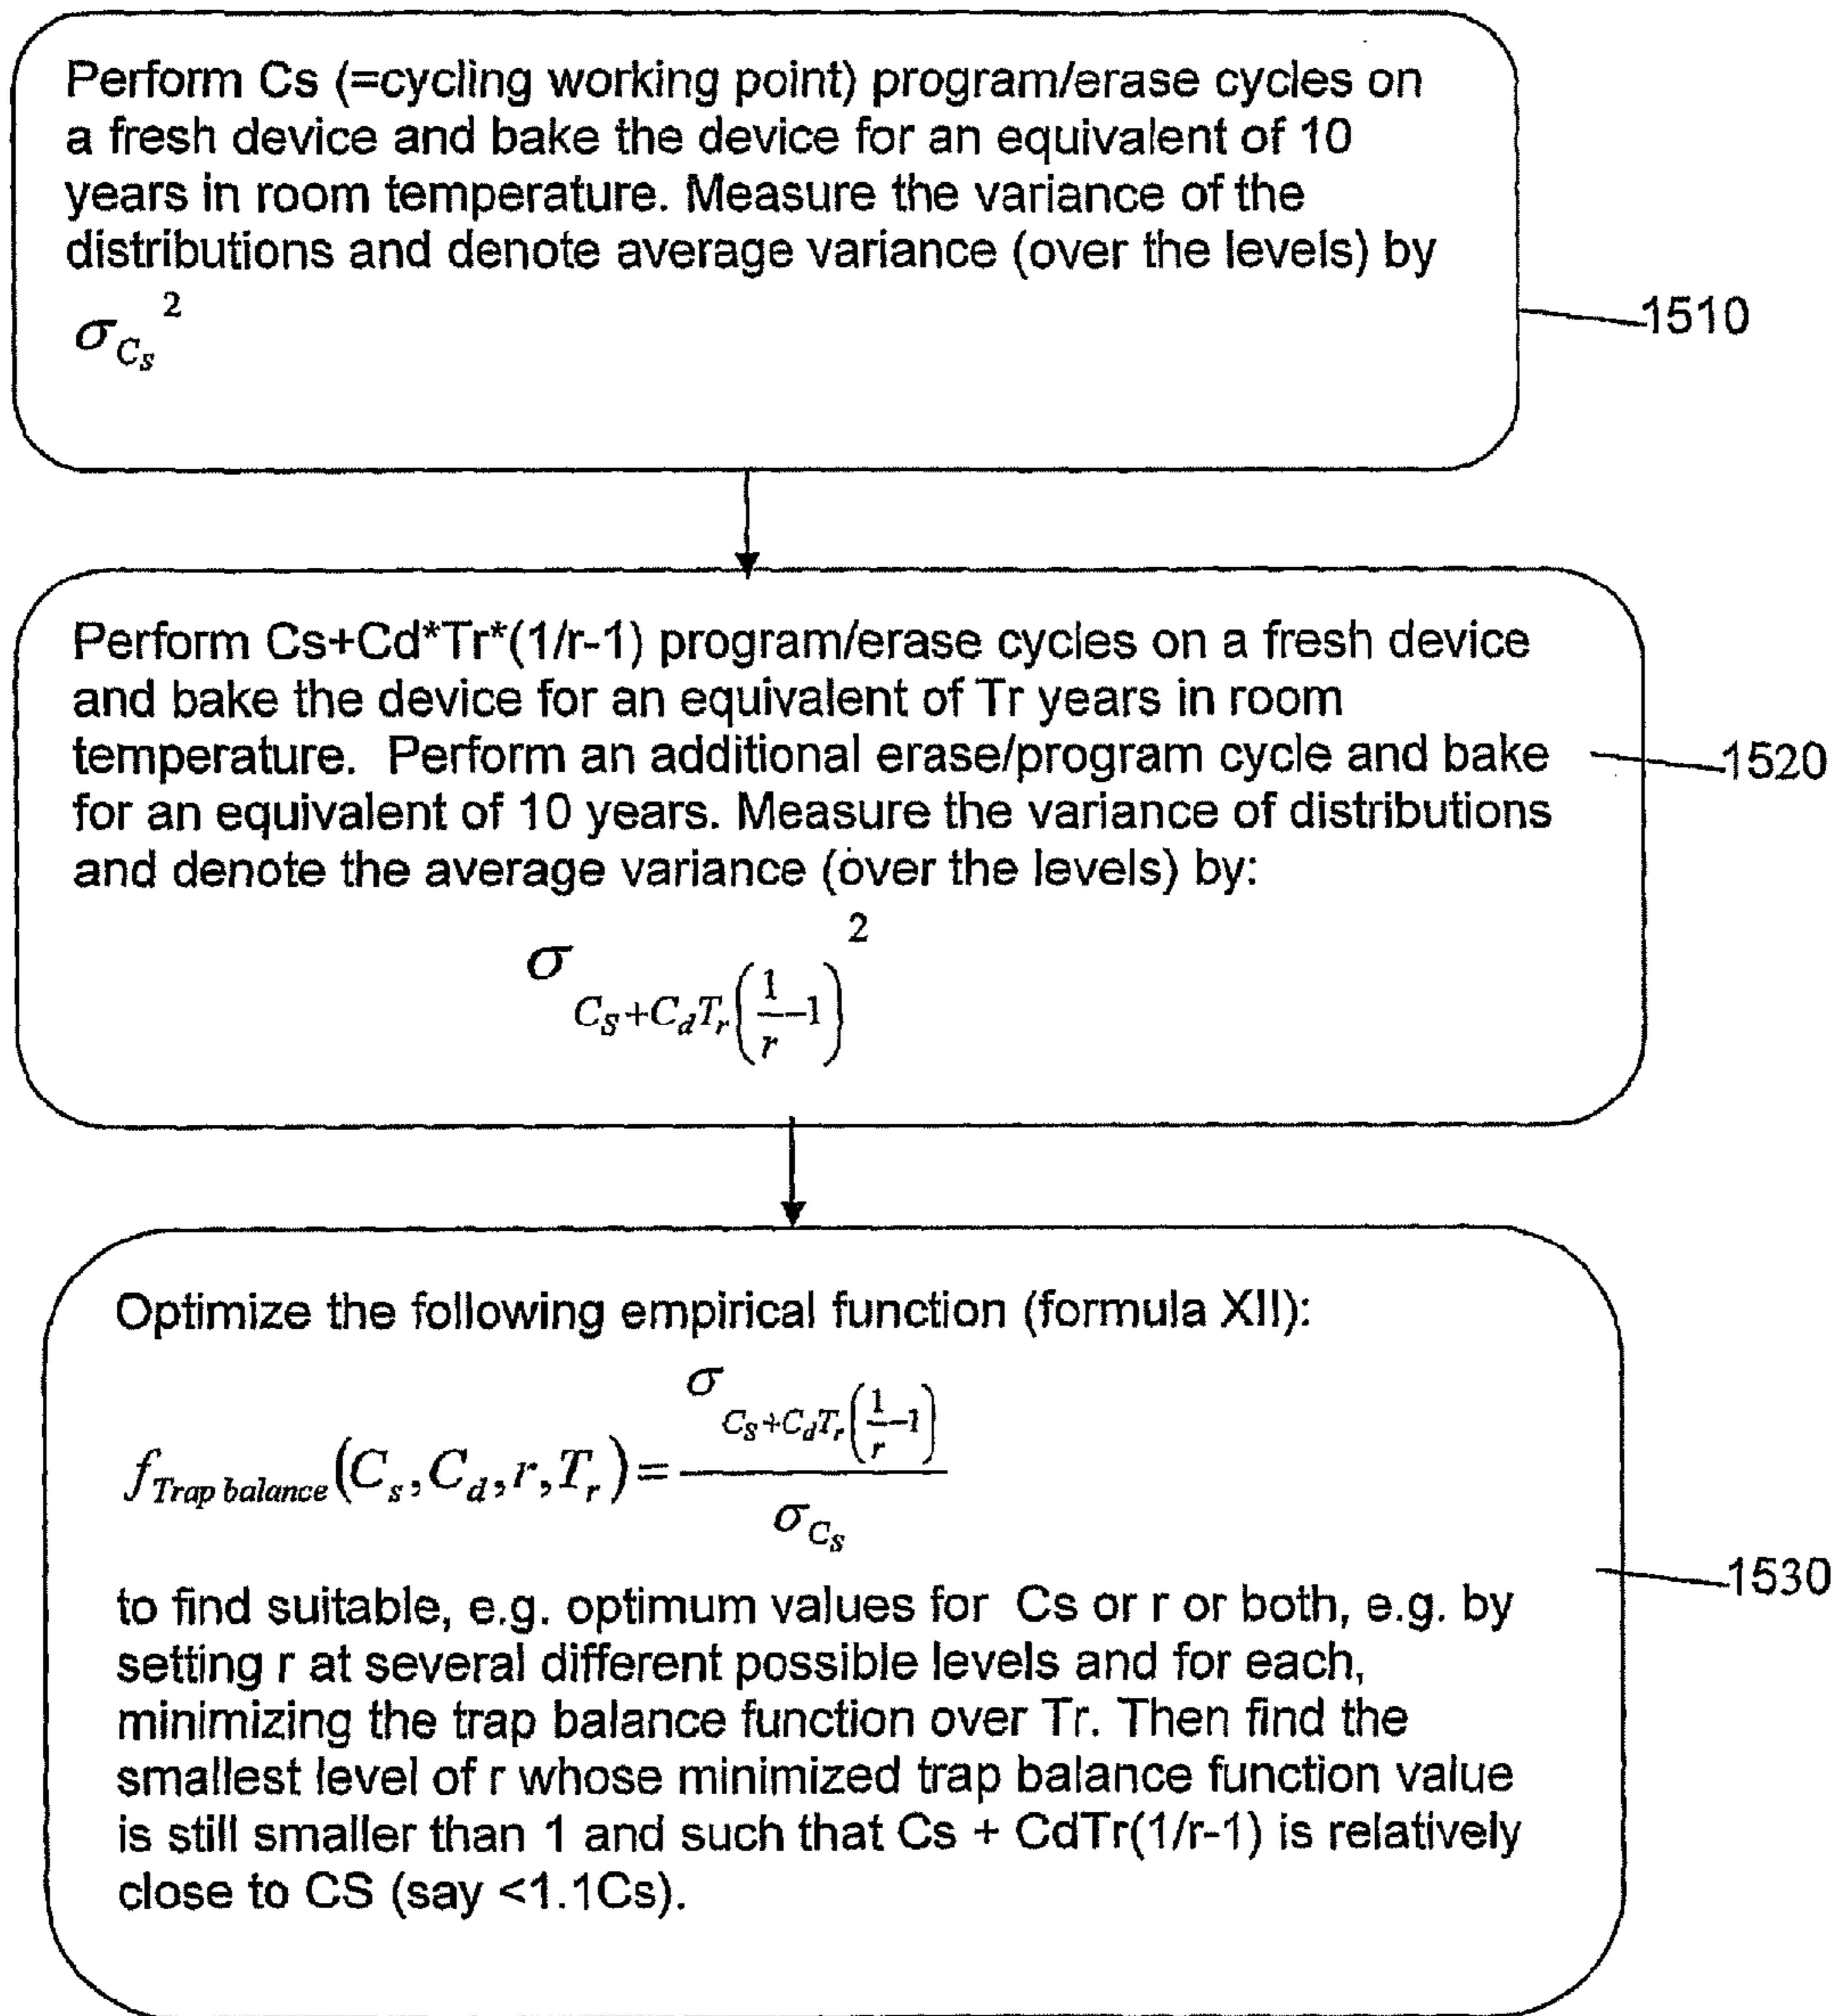 Perform Cs (=cycling working point) program/erase cycles on
a fresh device and bake the device for an equivalent of 10
years in room temperature. Measure the variance of the
distributions and denote average variance (over the levels) by
σ_{C_s}^2
1510
Perform Cs+Cd*Tr*(1/r-1) program/erase cycles on a fresh device
and bake the device for an equivalent of Tr years in room
temperature. Perform an additional erase/program cycle and bake
for an equivalent of 10 years. Measure the variance of distributions
and denote the average variance (over the levels) by:
σ_{C_S+C_dT_r(1/r-1)}^2
1520
Optimize the following empirical function (formula XII):
f_{Trap balance}(C_s,C_d,r,T_r)=σ_{C_S+C_dT_r(1/r-1)}/σ_{C_s}
to find suitable, e.g. optimum values for Cs or r or both, e.g. by
setting r at several different possible levels and for each,
minimizing the trap balance function over Tr. Then find the
smallest level of r whose minimized trap balance function value
is still smaller than 1 and such that Cs + CdTr(1/r-1) is relatively
close to CS (say <1.1Cs).
1530